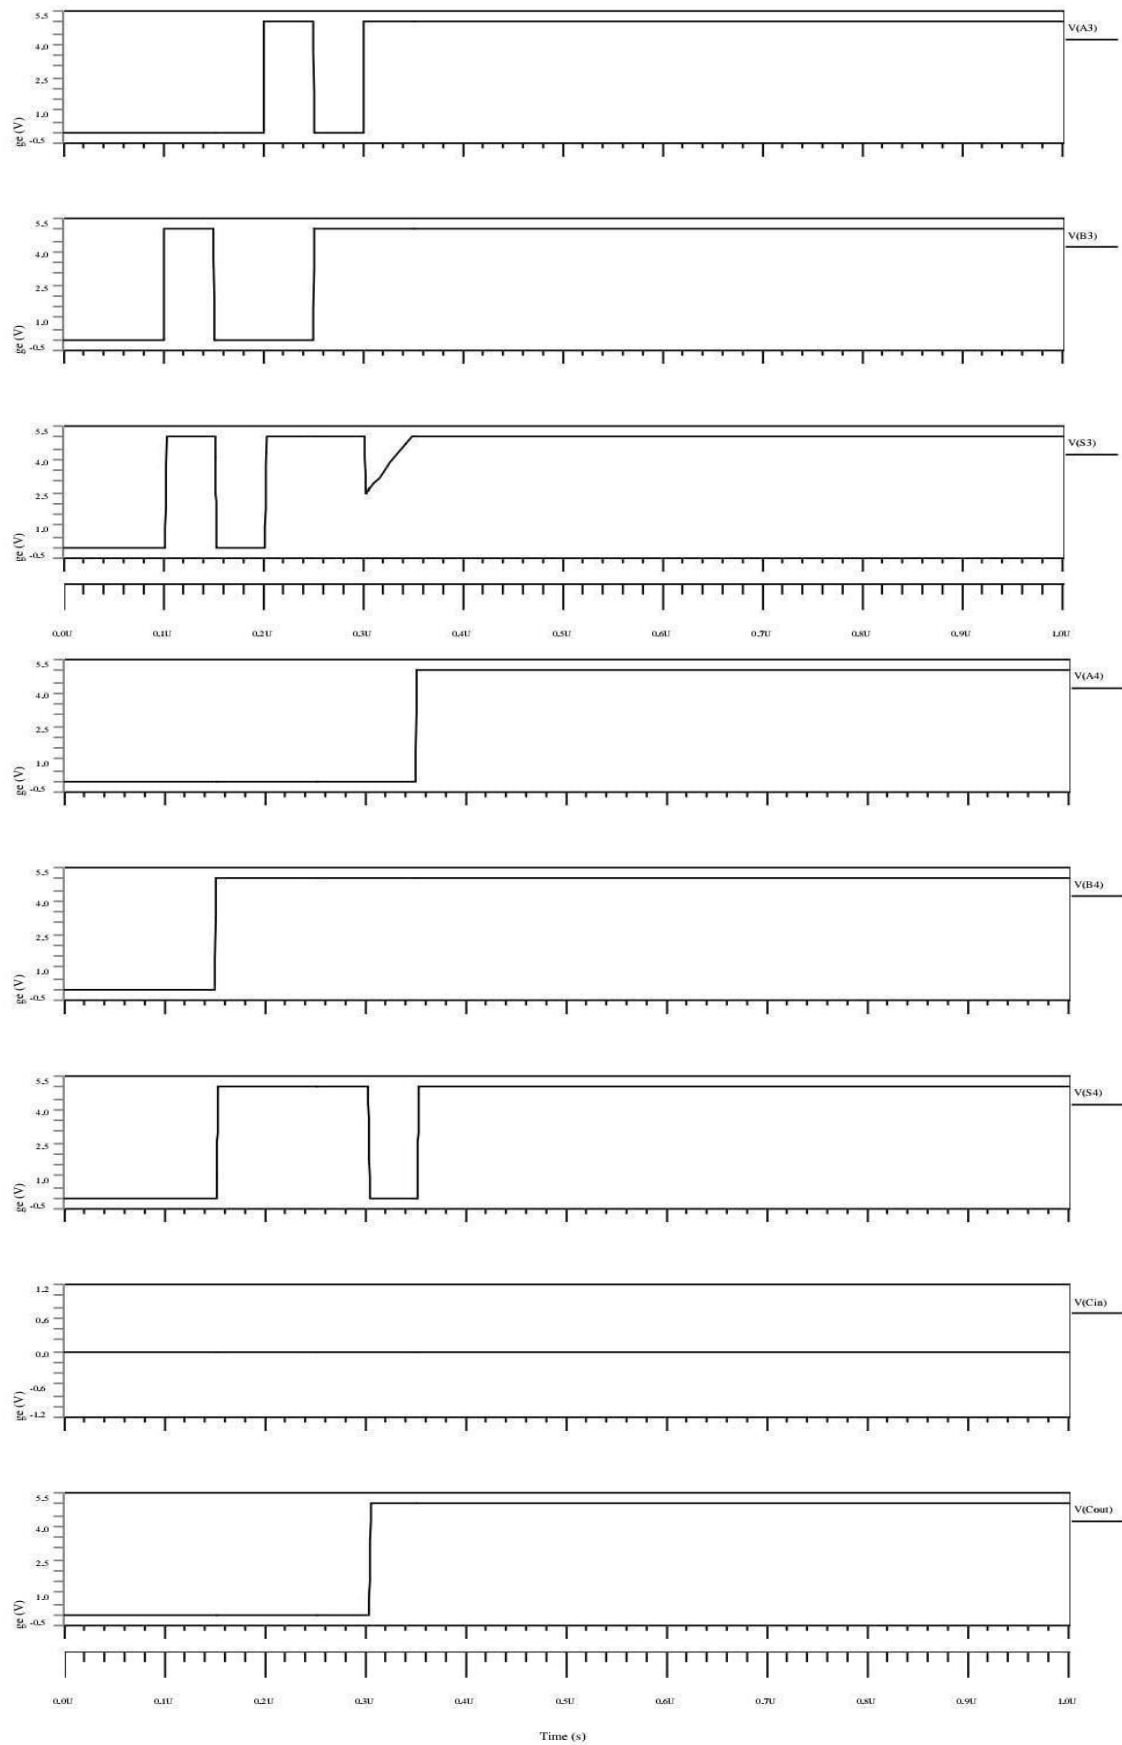 5.5
V(A3)
4.0
2.5
1.0
ge (V)
-0.5
5.5
V(B3)
4.0
2.5
1.0
ge (V)
-0.5
5.5
V(S3)
4.0
2.5
1.0
ge (V)
-0.5
0.0U 0.1U 0.2U 0.3U 0.4U 0.5U 0.6U 0.7U 0.8U 0.9U 1.0U
5.5
V(A4)
4.0
2.5
1.0
ge (V)
-0.5
5.5
V(B4)
4.0
2.5
1.0
ge (V)
-0.5
5.5
V(S4)
4.0
2.5
1.0
ge (V)
-0.5
1.2
V(Cin)
0.6
0.0
-0.6
ge (V)
-1.2
5.5
V(Cout)
4.0
2.5
1.0
ge (V)
-0.5
0.0U 0.1U 0.2U 0.3U 0.4U 0.5U 0.6U 0.7U 0.8U 0.9U 1.0U
Time (s)